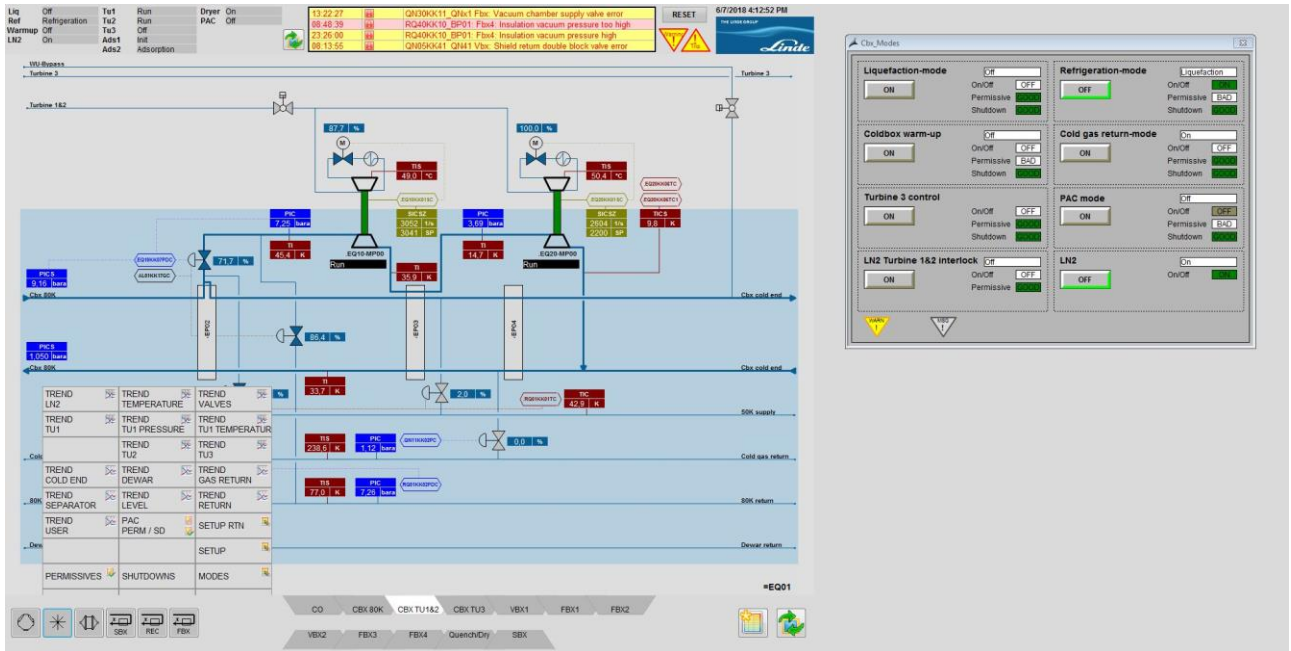 Liq Off Tu1 Run Dryer On
Ref Refrigeration Tu2 Run PAC Off
Warmup Off Tu3 Off
LN2 On Ads1 Init
Ads2 Adsorption
13:22:27 QN30KK11_QNx1 Fbx: Vacuum chamber supply valve error
08:48:39 RQ40KK10_BP01: Fbx4: Insulation vacuum pressure too high
23:26:00 RQ40KK10_BP01: Fbx4: Insulation vacuum pressure high
08:13:55 QN05KK41_QN41 Vbx: Shield return double block valve error
RESET
6/7/2018 4:12:52 PM
THE LINDE GROUP
Linde
WU-Bypass
Turbine 3 Turbine 3
Turbine 1&2
87,7 %
100,0 %
M
M
TIS
49,0 °C
TIS
50,4 °C
SICSZ
3052 1/s
3041 SP
SICSZ
2604 1/s
2200 SP
TICS
9,8 K
PIC
7,25 bara
PIC
3,69 bara
TI
45,4 K
TI
14,7 K
.EQ10-MP00
Run
.EQ20-MP00
Run
TI
35,9 K
71,7 %
PICS
9,16 bara
Cbx 80K Cbx cold end
-EP02
-EP03
-EP04
85,4 %
PICS
1,050 bara
Cbx 80K Cbx cold end
TI
33,7 K
%
2,0 %
TIC
42,9 K
50K supply
TIS
238,6 K
PIC
1,12 bara
0,0 %
Cold gas return
TIS
77,0 K
PIC
7,26 bara
80K 80K return
Dew Dewar return
TREND LN2
TREND TEMPERATURE
TREND VALVES
TREND TU1
TREND TU1 PRESSURE
TREND TU1 TEMPERATUR
TREND TU2
TREND TU3
TREND COLD END
TREND DEWAR
TREND GAS RETURN
TREND SEPARATOR
TREND LEVEL
TREND RETURN
TREND USER
PAC PERM / SD
SETUP RTN
SETUP
PERMISSIVES
SHUTDOWNS
MODES
=EQ01
SBX REC FBX
CO CBX 80K CBX TU1&2 CBX TU3 VBX1 FBX1 FBX2
VBX2 FBX3 FBX4 Quench/Dry SBX
Cbx_Modes
Liquefaction-mode Off
ON
On/Off OFF
Permissive GOOD
Shutdown GOOD
Refrigeration-mode Liquefaction
OFF
On/Off ON
Permissive BAD
Shutdown GOOD
Coldbox warm-up Off
ON
On/Off OFF
Permissive BAD
Shutdown GOOD
Cold gas return-mode On
ON
On/Off OFF
Permissive GOOD
Shutdown GOOD
Turbine 3 control
ON
On/Off OFF
Permissive GOOD
Shutdown GOOD
PAC mode Off
ON
On/Off OFF
Permissive BAD
Shutdown GOOD
LN2 Turbine 1&2 interlock Off
ON
On/Off OFF
Permissive GOOD
LN2 On
OFF
On/Off ON
WARN
!
MSG
!